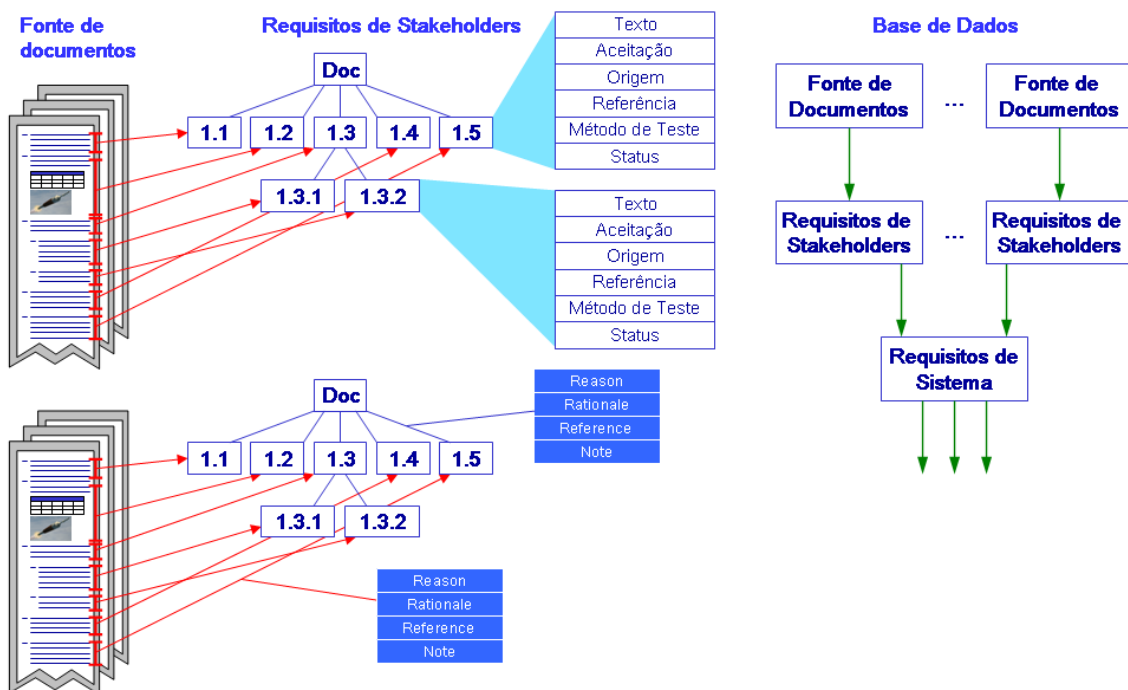 Fonte de
documentos
Requisitos de Stakeholders
Base de Dados
Doc
1.1
1.2
1.3
1.4
1.5
1.3.1
1.3.2
Texto
Aceitação
Origem
Referência
Método de Teste
Status
Texto
Aceitação
Origem
Referência
Método de Teste
Status
Fonte de
Documentos
...
Fonte de
Documentos
Requisitos de
Stakeholders
...
Requisitos de
Stakeholders
Requisitos de
Sistema
Doc
1.1
1.2
1.3
1.4
1.5
1.3.1
1.3.2
Reason
Rationale
Reference
Note
Reason
Rationale
Reference
Note